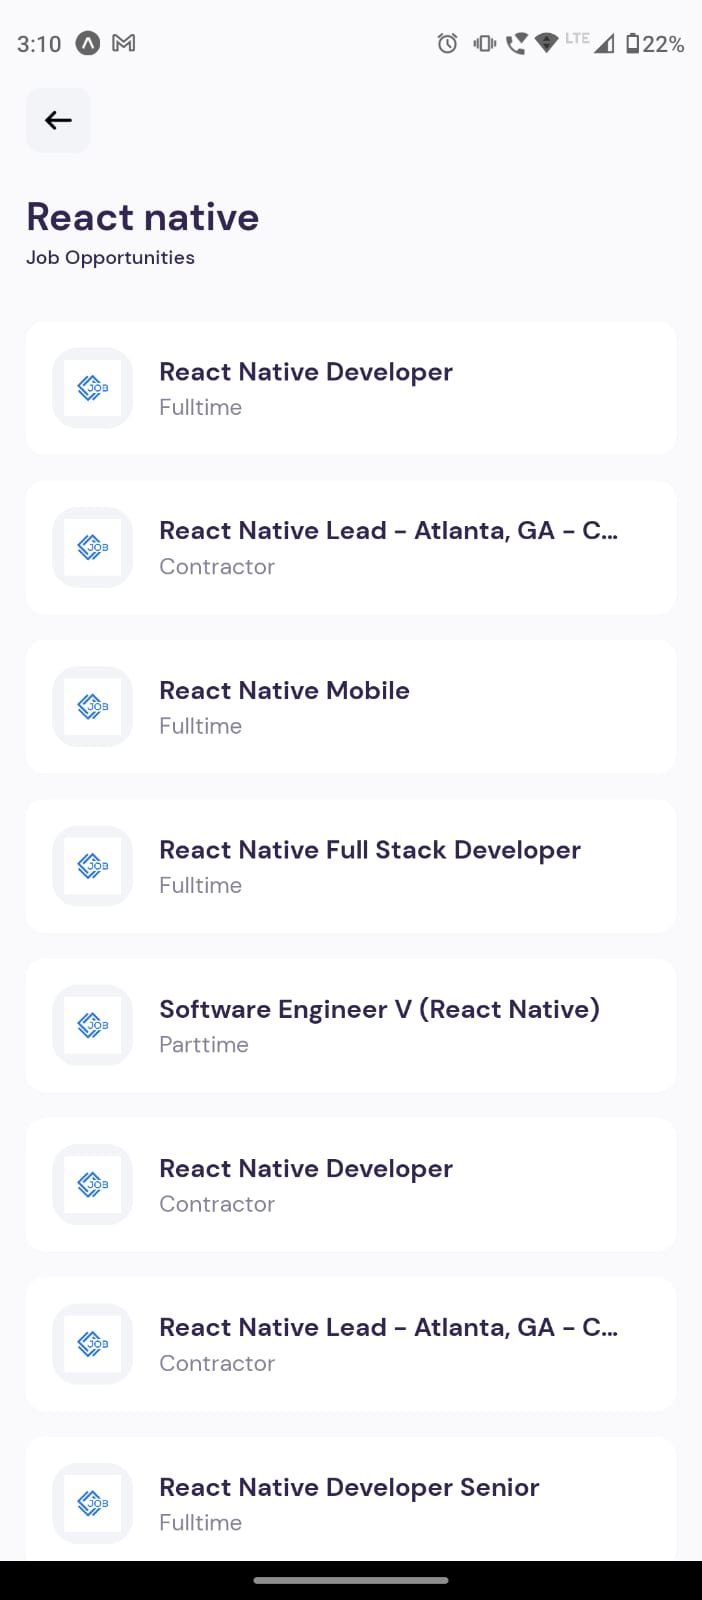 3:10 LTE 22%
React native
Job Opportunities
JOB
React Native Developer
Fulltime
JOB
React Native Lead - Atlanta, GA - C...
Contractor
JOB
React Native Mobile
Fulltime
JOB
React Native Full Stack Developer
Fulltime
JOB
Software Engineer V (React Native)
Parttime
JOB
React Native Developer
Contractor
JOB
React Native Lead - Atlanta, GA - C...
Contractor
JOB
React Native Developer Senior
Fulltime